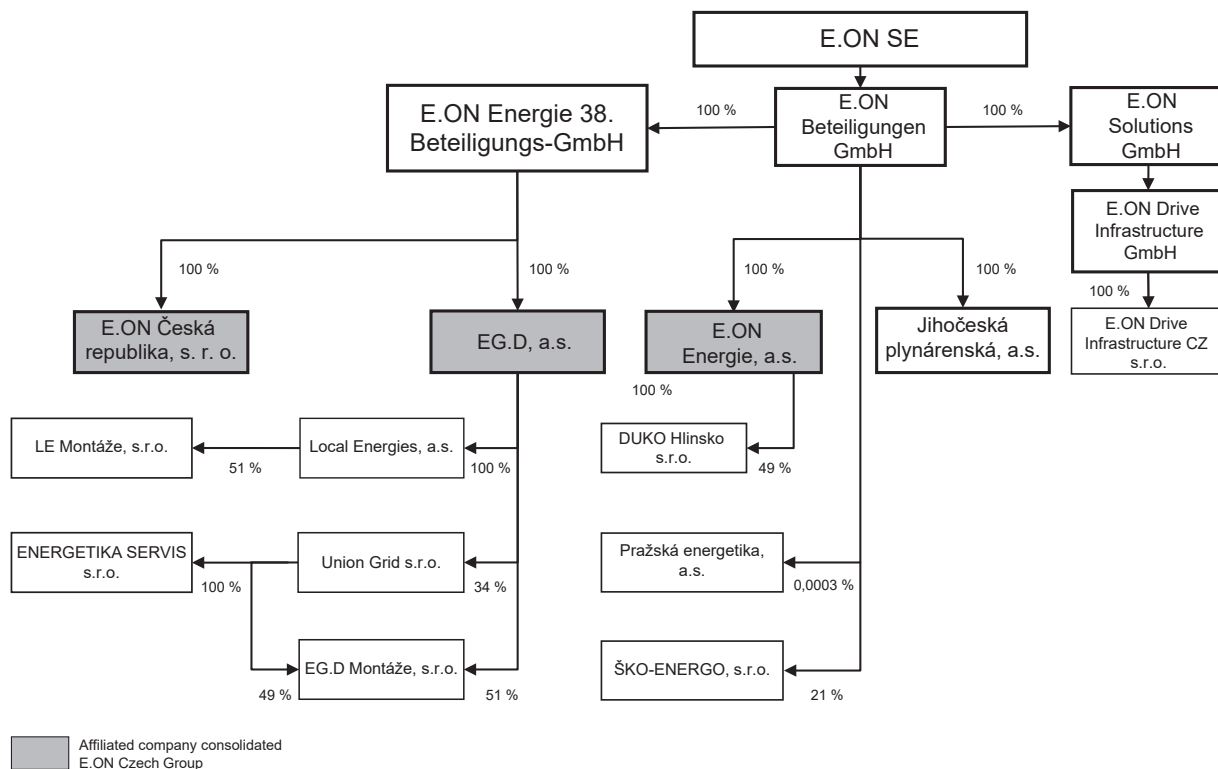 E.ON SE
E.ON Energie 38.
Beteiligungs-GmbH
100 %
E.ON
Beteiligungen
GmbH
100 %
E.ON
Solutions
GmbH
E.ON Drive
Infrastructure
GmbH
100 %
100 %
100 %
100 %
100 %
E.ON Česká
republika, s. r. o.
EG.D, a.s.
E.ON
Energie, a.s.
Jihočeská
plynárenská, a.s.
E.ON Drive
Infrastructure CZ
s.r.o.
100 %
LE Montáže, s.r.o.
51 %
Local Energies, a.s.
100 %
DUKO Hlinsko
s.r.o.
49 %
ENERGETIKA SERVIS
s.r.o.
100 %
Union Grid s.r.o.
34 %
Pražská energetika,
a.s.
0,0003 %
EG.D Montáže, s.r.o.
49 %
51 %
ŠKO-ENERGO, s.r.o.
21 %
Affiliated company consolidated
E.ON Czech Group